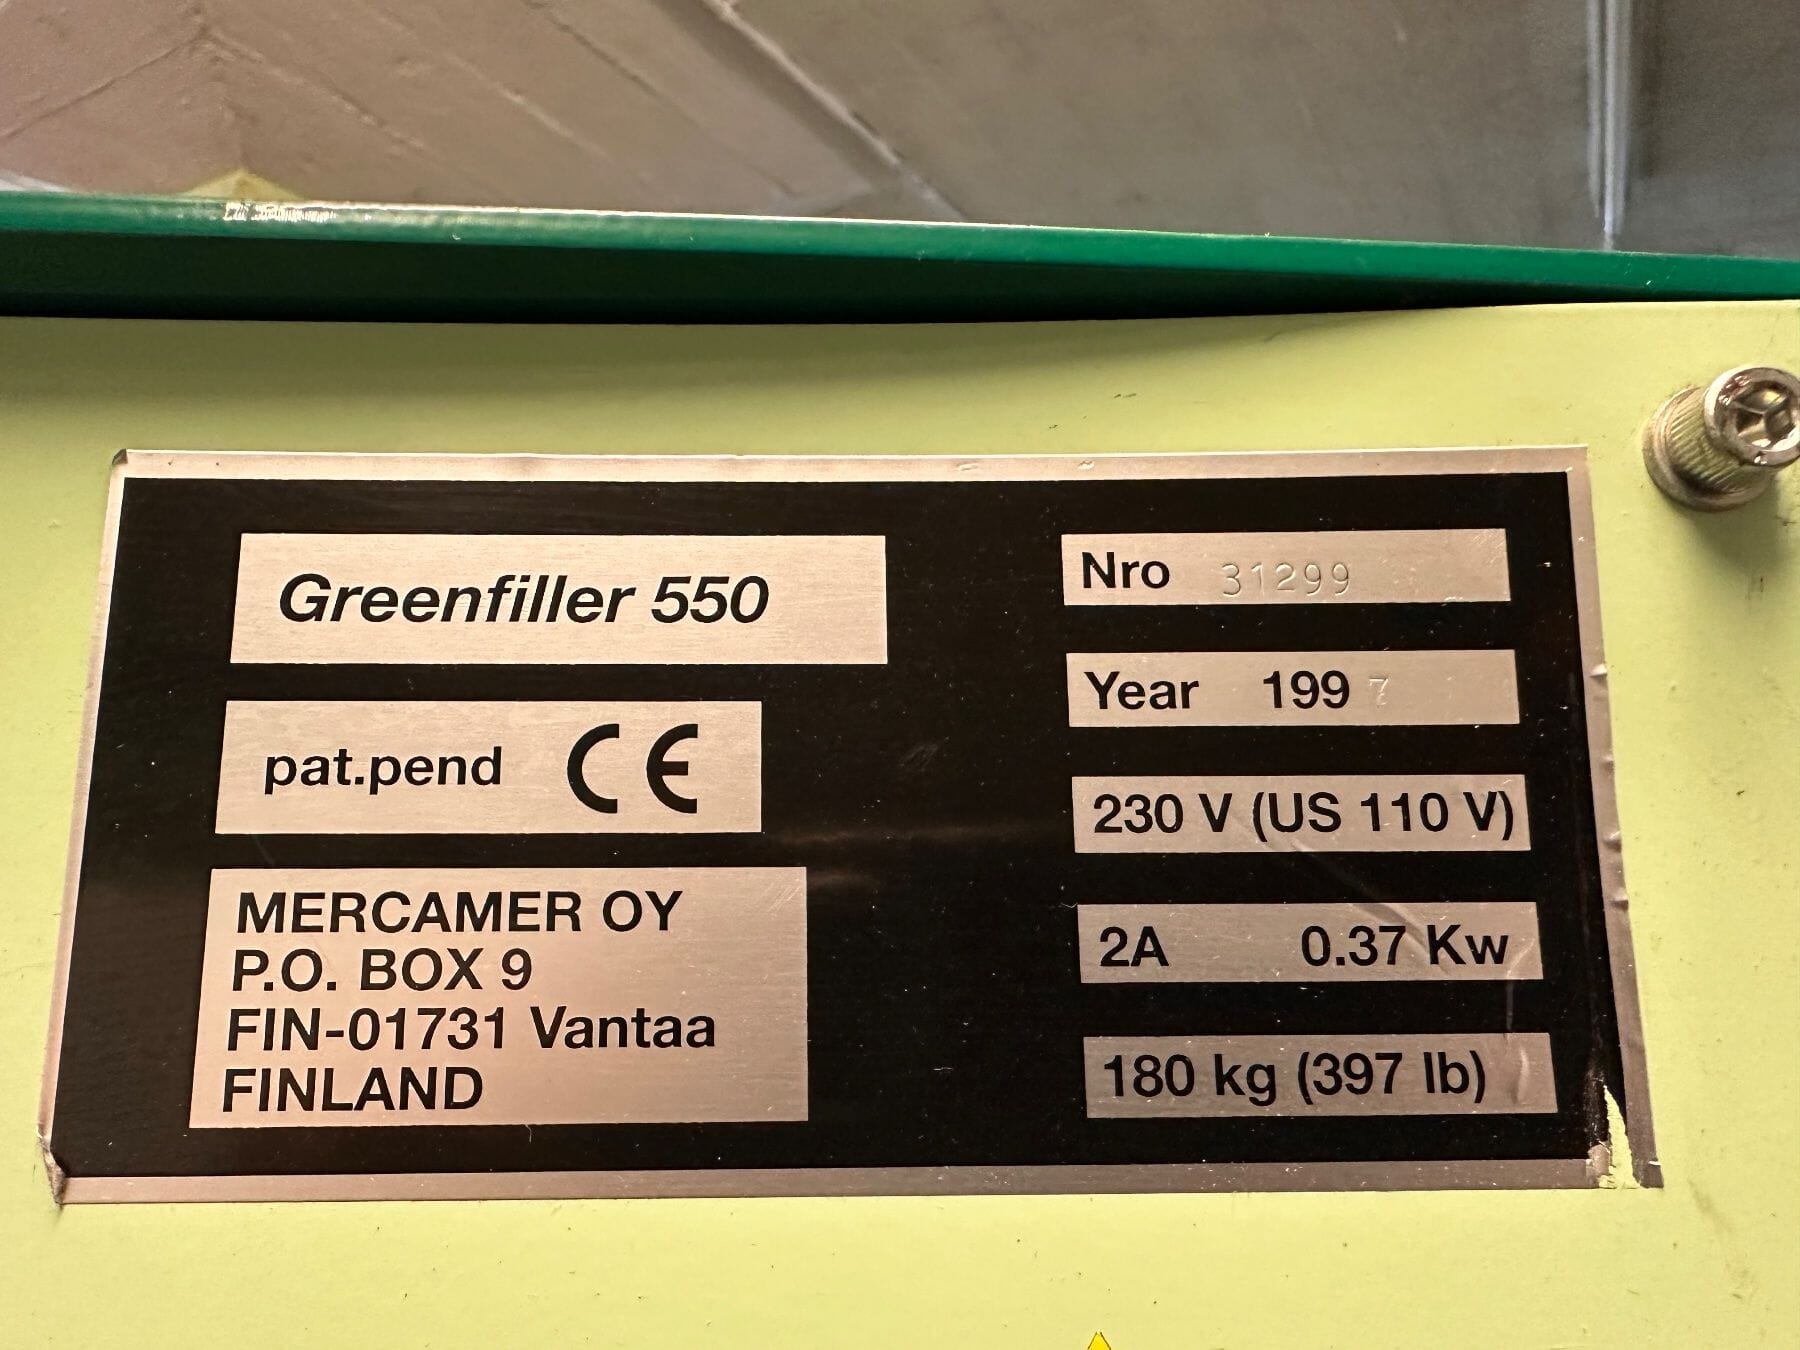 Greenfiller 550
pat.pend CE
MERCAMER OY
P.O. BOX 9
FIN-01731 Vantaa
FINLAND
Nro 31299
Year 1997
230 V (US 110 V)
2A 0.37 Kw
180 kg (397 lb)